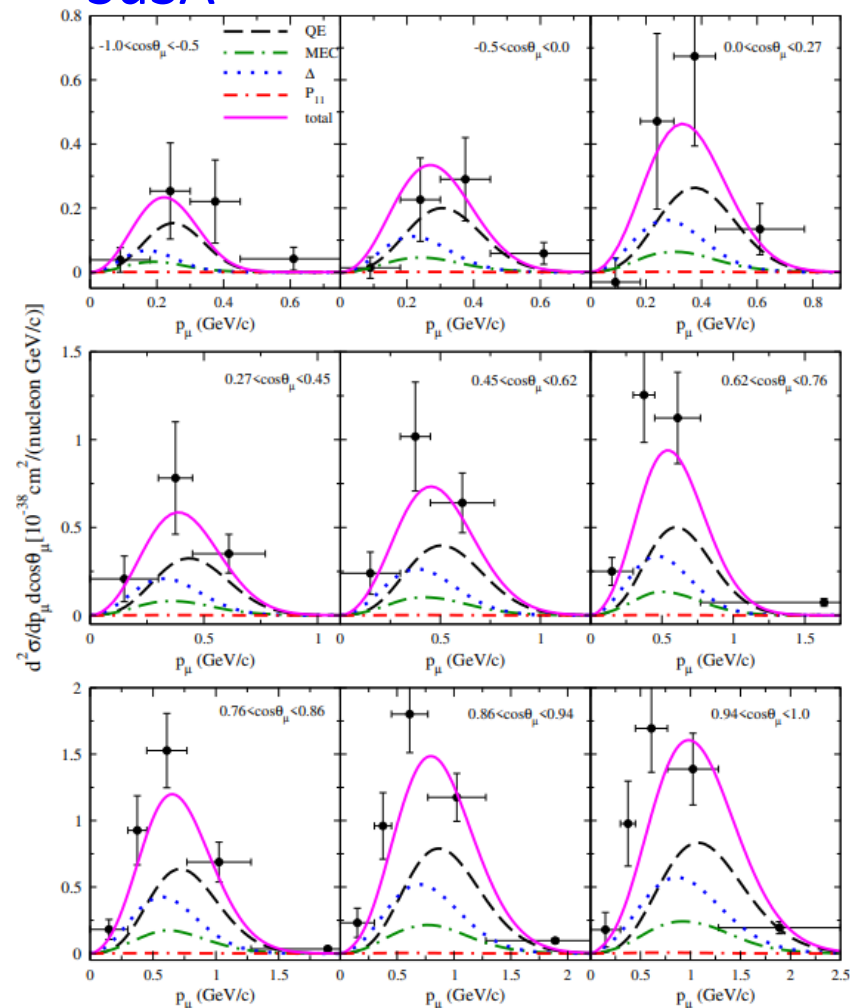 SuSA
-1.0<cosθμ<-0.5
QE
MEC
Δ
P₁₁
total
-0.5<cosθμ<0.0
0.0<cosθμ<0.27
0.8
0.6
0.4
0.2
0
0 0.2 0.4 0.6
0 0.2 0.4 0.6
0 0.2 0.4 0.6 0.8
pμ (GeV/c)
pμ (GeV/c)
pμ (GeV/c)
d²σ/dpμdcosθμ[10⁻³⁸ cm²/(nucleon GeV/c)]
0.27<cosθμ<0.45
0.45<cosθμ<0.62
0.62<cosθμ<0.76
1.5
1
0.5
0
0 0.5 1
0 0.5 1
0 0.5 1 1.5
pμ (GeV/c)
pμ (GeV/c)
pμ (GeV/c)
0.76<cosθμ<0.86
0.86<cosθμ<0.94
0.94<cosθμ<1.0
2
1.5
1
0.5
0
0 0.5 1 1.5
0 0.5 1 1.5 2
0 0.5 1 1.5 2 2.5
pμ (GeV/c)
pμ (GeV/c)
pμ (GeV/c)